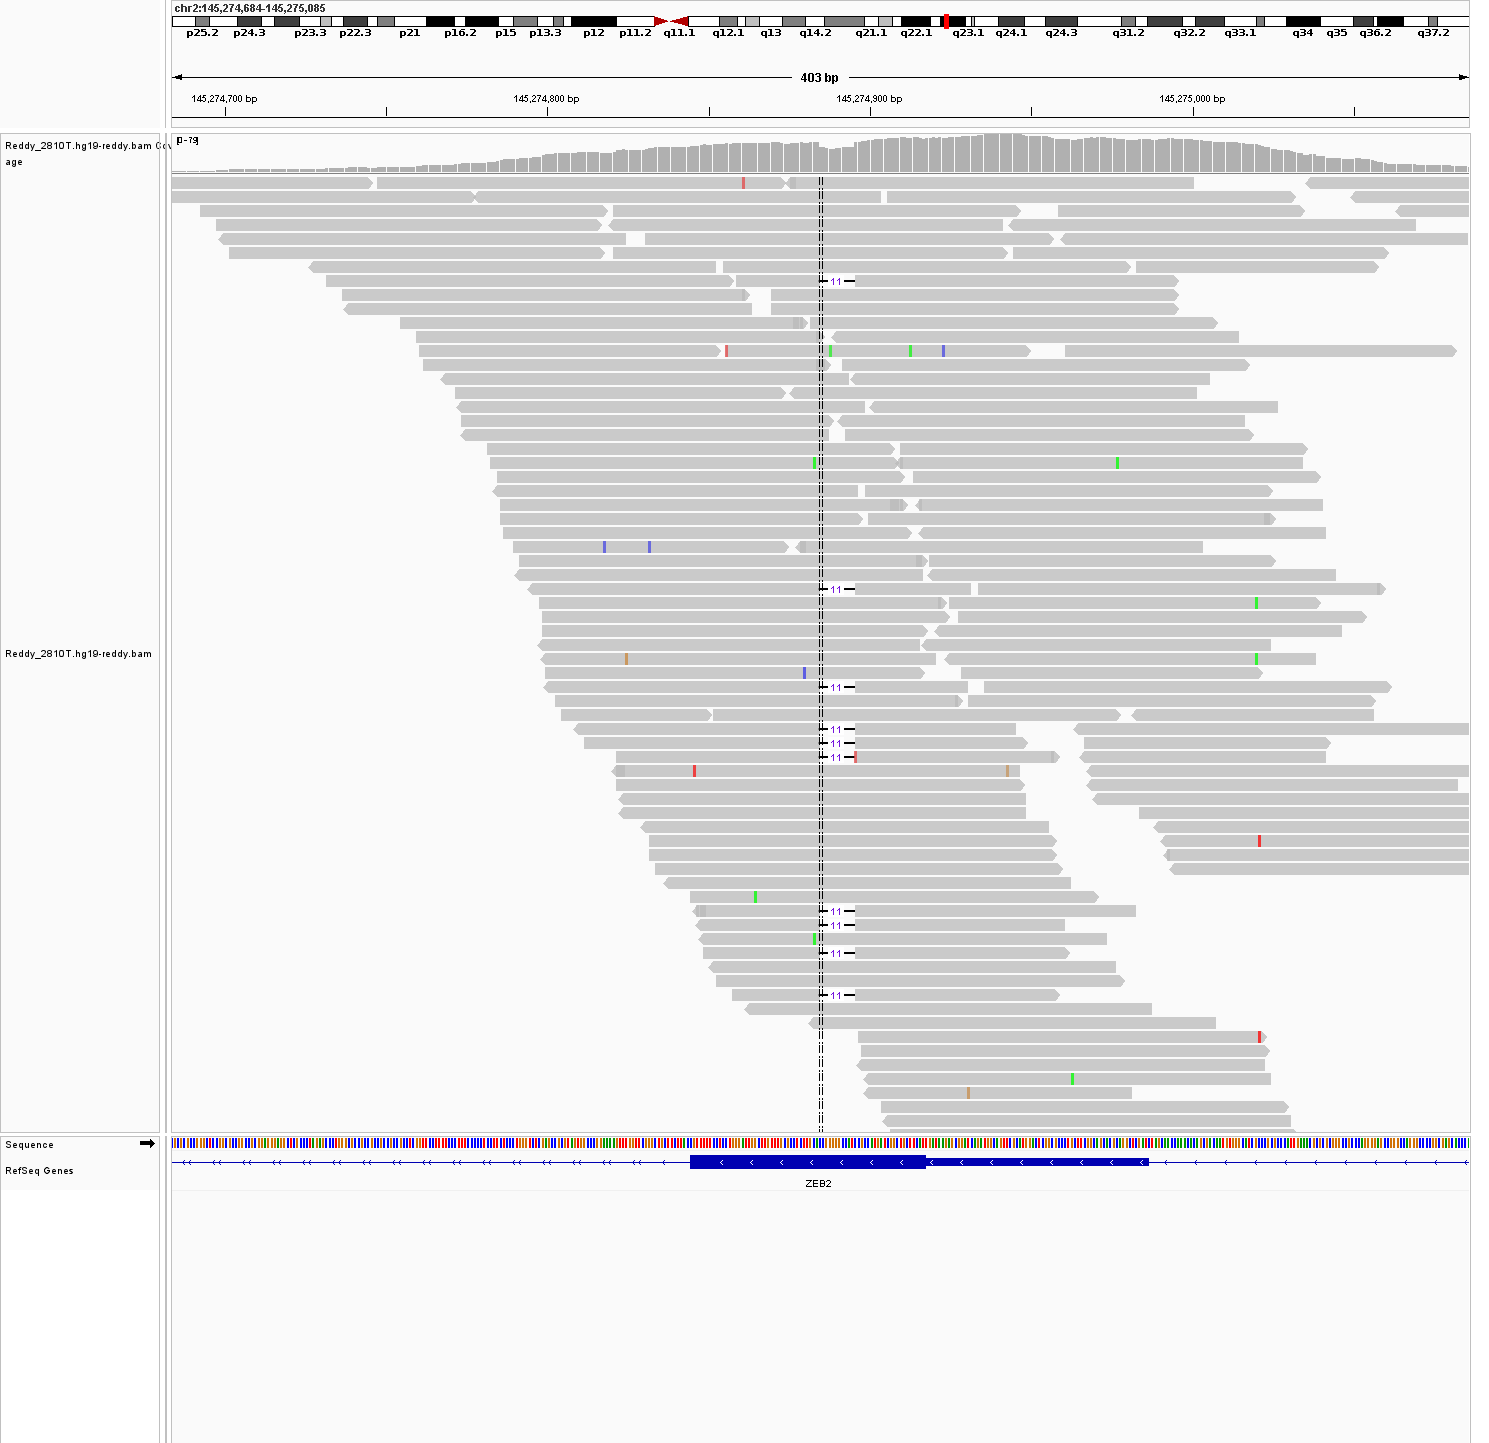 chr2:145,274,684-145,275,085
p25.2 p24.3 p23.3 p22.3 p21 p16.2 p15 p13.3 p12 p11.2 q11.1 q12.1 q13 q14.2 q21.1 q22.1 q23.1 q24.1 q24.3 q31.2 q32.2 q33.1 q34 q35 q36.2 q37.2
403 bp
145,274,700 bp 145,274,800 bp 145,274,900 bp 145,275,000 bp
Reddy_2810T.hg19-reddy.bam
age
11
11
Reddy_2810T.hg19-reddy.bam
11
11
11
11
11
11
11
11
Sequence
RefSeq Genes
ZEB2